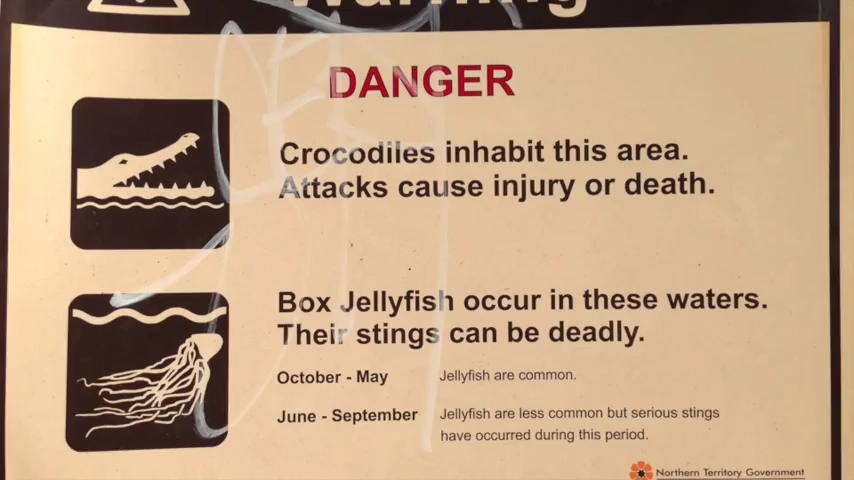 Warning
DANGER
Crocodiles inhabit this area.
Attacks cause injury or death.
Box Jellyfish occur in these waters.
Their stings can be deadly.
October - May Jellyfish are common.
June - September Jellyfish are less common but serious stings
have occurred during this period.
Northern Territory Government